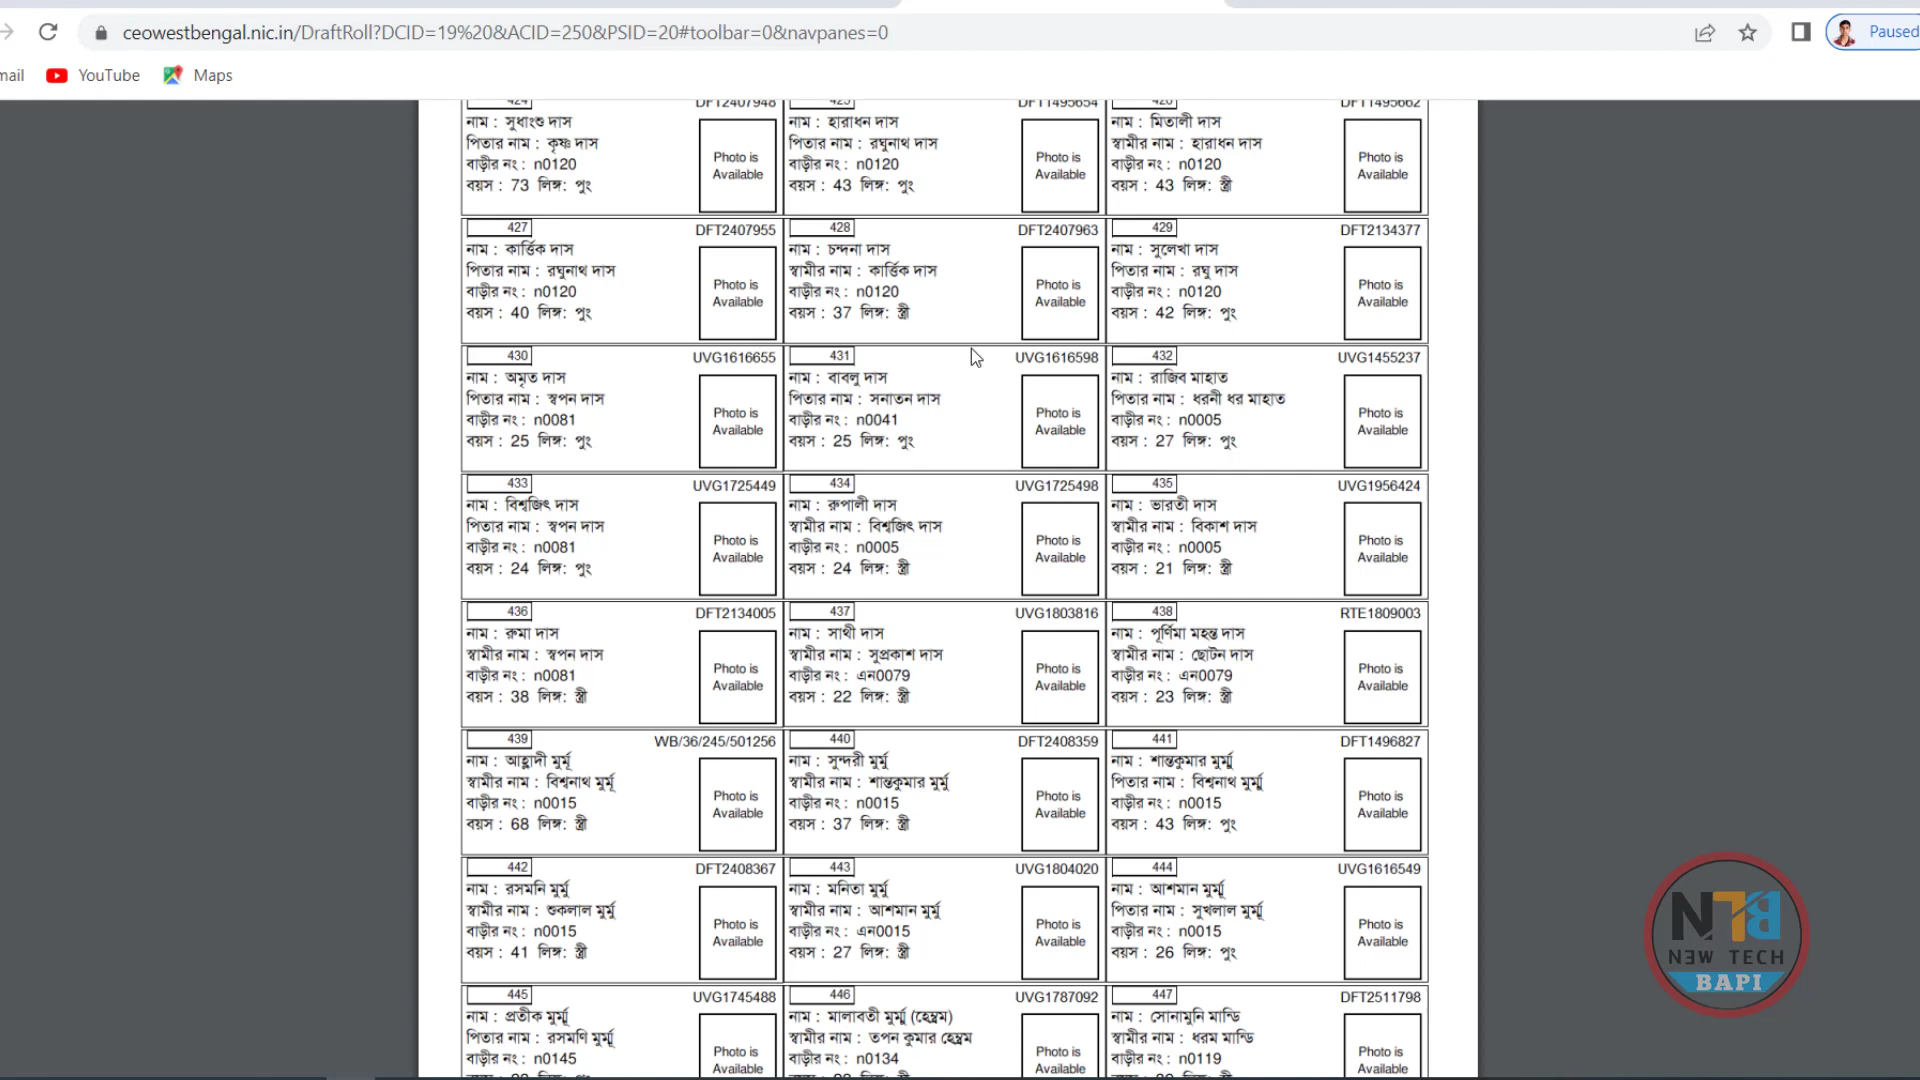 ceowestbengal.nic.in/DraftRoll?DCID=19%20&ACID=250&PSID=20#toolbar=0&navpanes=0
Paused
mail YouTube Maps
424 DFT2407948 425 DFT1495654 426 DFT1495662
নাম : সুধাংশু দাস নাম : হারাধন দাস নাম : মিতালী দাস
পিতার নাম : কৃষ্ণ দাস পিতার নাম : রঘুনাথ দাস স্বামীর নাম : হারাধন দাস
বাড়ীর নং : n0120 Photo is Available বাড়ীর নং : n0120 Photo is Available বাড়ীর নং : n0120 Photo is Available
বয়স : 73 লিঙ্গ: পুং বয়স : 43 লিঙ্গ: পুং বয়স : 43 লিঙ্গ: স্ত্রী
427 DFT2407955 428 DFT2407963 429 DFT2134377
নাম : কার্ত্তিক দাস নাম : চন্দনা দাস নাম : সুলেখা দাস
পিতার নাম : রঘুনাথ দাস স্বামীর নাম : কার্ত্তিক দাস পিতার নাম : রঘু দাস
বাড়ীর নং : n0120 Photo is Available বাড়ীর নং : n0120 Photo is Available বাড়ীর নং : n0120 Photo is Available
বয়স : 40 লিঙ্গ: পুং বয়স : 37 লিঙ্গ: স্ত্রী বয়স : 42 লিঙ্গ: পুং
430 UVG1616655 431 UVG1616598 432 UVG1455237
নাম : অমৃত দাস নাম : বাবলু দাস নাম : রাজিব মাহাত
পিতার নাম : স্বপন দাস পিতার নাম : সনাতন দাস পিতার নাম : ধরনী ধর মাহাত
বাড়ীর নং : n0081 Photo is Available বাড়ীর নং : n0041 Photo is Available বাড়ীর নং : n0005 Photo is Available
বয়স : 25 লিঙ্গ: পুং বয়স : 25 লিঙ্গ: পুং বয়স : 27 লিঙ্গ: পুং
433 UVG1725449 434 UVG1725498 435 UVG1956424
নাম : বিশ্বজিৎ দাস নাম : রুপালী দাস নাম : ভারতী দাস
পিতার নাম : স্বপন দাস স্বামীর নাম : বিশ্বজিৎ দাস স্বামীর নাম : বিকাশ দাস
বাড়ীর নং : n0081 Photo is Available বাড়ীর নং : n0005 Photo is Available বাড়ীর নং : n0005 Photo is Available
বয়স : 24 লিঙ্গ: পুং বয়স : 24 লিঙ্গ: স্ত্রী বয়স : 21 লিঙ্গ: স্ত্রী
436 DFT2134005 437 UVG1803816 438 RTE1809003
নাম : রুমা দাস নাম : সাথী দাস নাম : পূর্ণিমা মহন্ত দাস
স্বামীর নাম : স্বপন দাস স্বামীর নাম : সুপ্রকাশ দাস স্বামীর নাম : ছোটন দাস
বাড়ীর নং : n0081 Photo is Available বাড়ীর নং : এন0079 Photo is Available বাড়ীর নং : এন0079 Photo is Available
বয়স : 38 লিঙ্গ: স্ত্রী বয়স : 22 লিঙ্গ: স্ত্রী বয়স : 23 লিঙ্গ: স্ত্রী
439 WB/36/245/501256 440 DFT2408359 441 DFT1496827
নাম : আহ্লাদী মুর্মূ নাম : সুন্দরী মুর্মু নাম : শান্তকুমার মুর্ম্মু
স্বামীর নাম : বিশ্বনাথ মুর্মূ স্বামীর নাম : শান্তকুমার মুর্মু পিতার নাম : বিশ্বনাথ মুর্ম্মু
বাড়ীর নং : n0015 Photo is Available বাড়ীর নং : n0015 Photo is Available বাড়ীর নং : n0015 Photo is Available
বয়স : 68 লিঙ্গ: স্ত্রী বয়স : 37 লিঙ্গ: স্ত্রী বয়স : 43 লিঙ্গ: পুং
442 DFT2408367 443 UVG1804020 444 UVG1616549
নাম : রসমনি মুর্মু নাম : মনিতা মুর্মু নাম : আশমান মুর্ম্মূ
স্বামীর নাম : শুকলাল মুর্মু স্বামীর নাম : আশমান মুর্মু পিতার নাম : সুখলাল মুর্ম্মূ
বাড়ীর নং : n0015 Photo is Available বাড়ীর নং : এন0015 Photo is Available বাড়ীর নং : n0015 Photo is Available
বয়স : 41 লিঙ্গ: স্ত্রী বয়স : 27 লিঙ্গ: স্ত্রী বয়স : 26 লিঙ্গ: পুং
445 UVG1745488 446 UVG1787092 447 DFT2511798
নাম : প্রতীক মুর্ম্মূ নাম : মালাবতী মুর্ম্মু (হেম্ব্রম) নাম : সোনামুনি মান্ডি
পিতার নাম : রসমণি মুর্ম্মূ স্বামীর নাম : তপন কুমার হেম্ব্রম স্বামীর নাম : ধরম মান্ডি
বাড়ীর নং : n0145 Photo is Available বাড়ীর নং : n0134 Photo is Available বাড়ীর নং : n0119 Photo is Available
NTB
NEW TECH
BAPI